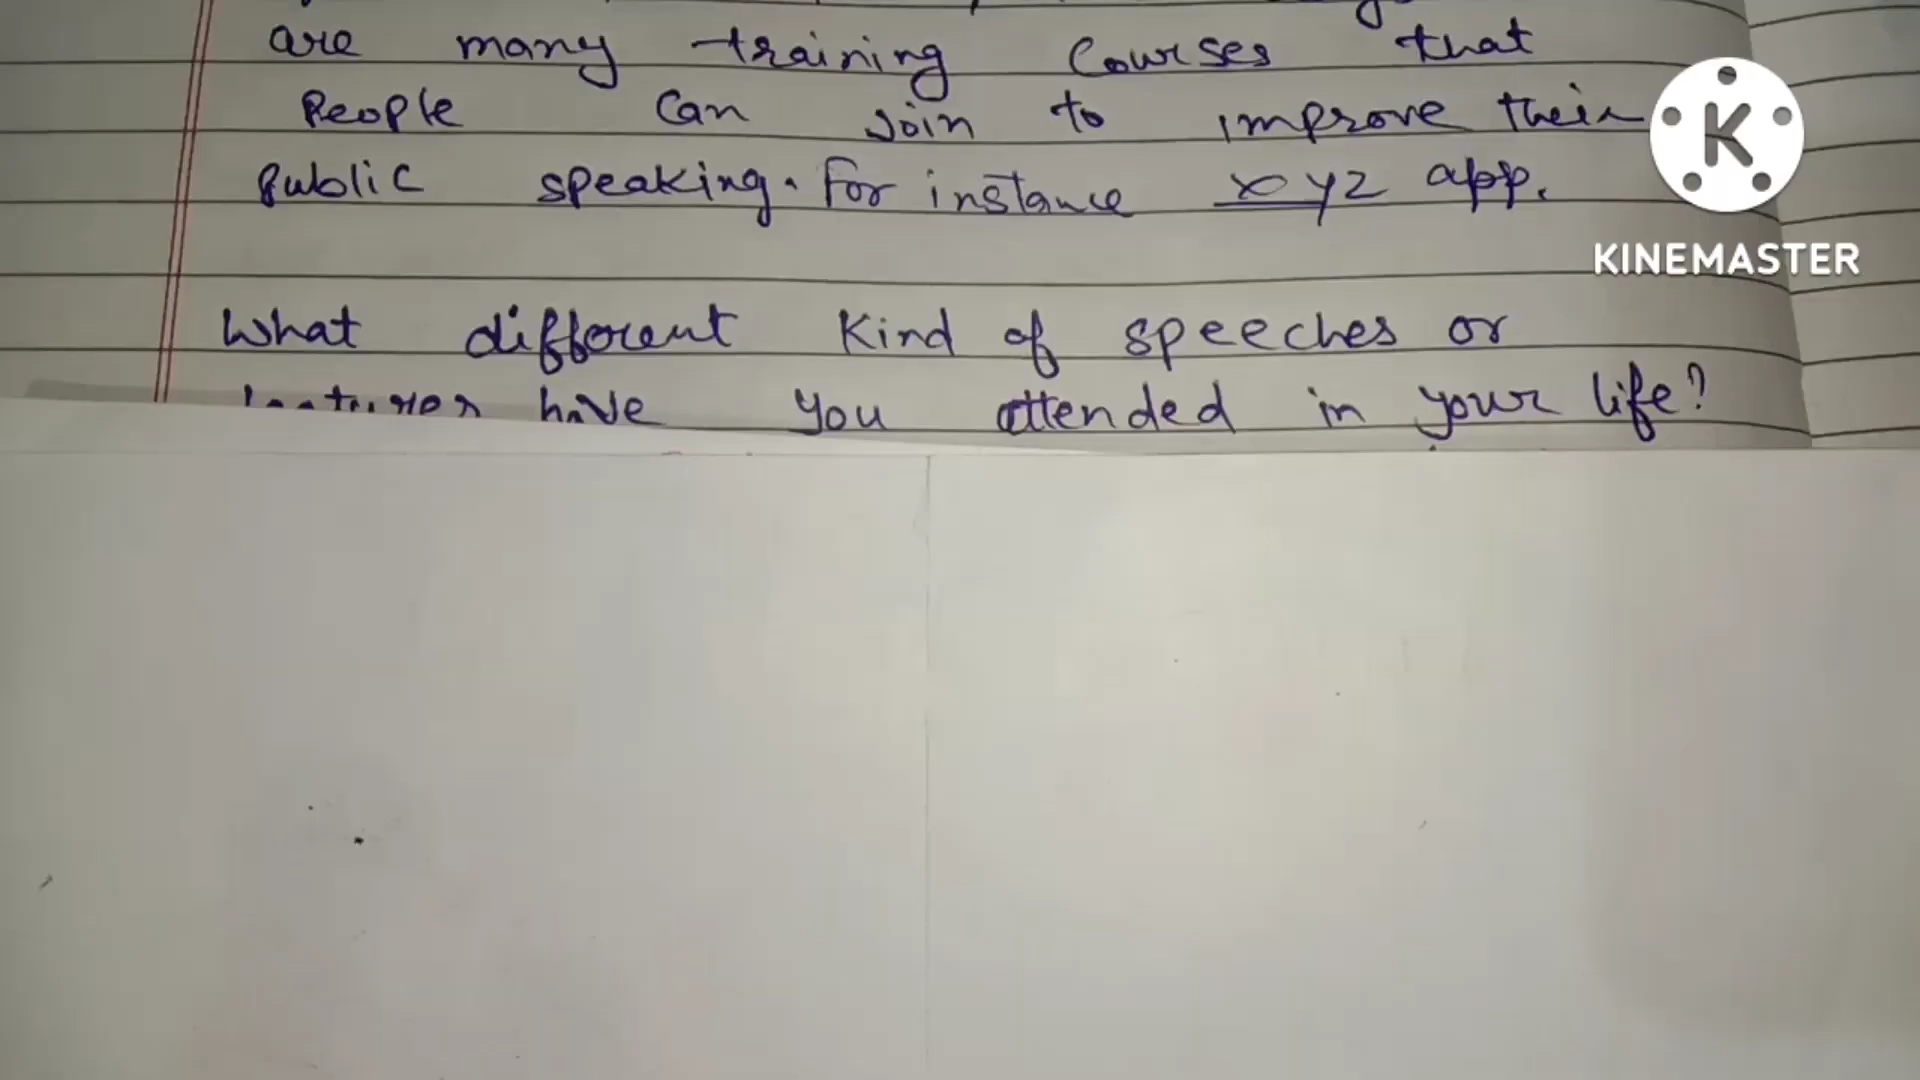 are many training Courses that
People can Join to improve their
public speaking. For instance xyz app.
What different kind of speeches or
have you attended in your life?
K
KINEMASTER